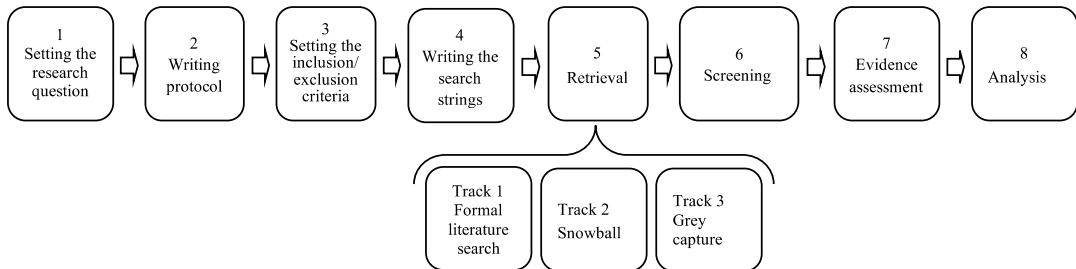 1
Setting the
research
question
2
Writing
protocol
3
Setting the
inclusion/
exclusion
criteria
4
Writing the
search
strings
5
Retrieval
6
Screening
7
Evidence
assessment
8
Analysis
Track 1
Formal
literature
search
Track 2
Snowball
Track 3
Grey
capture